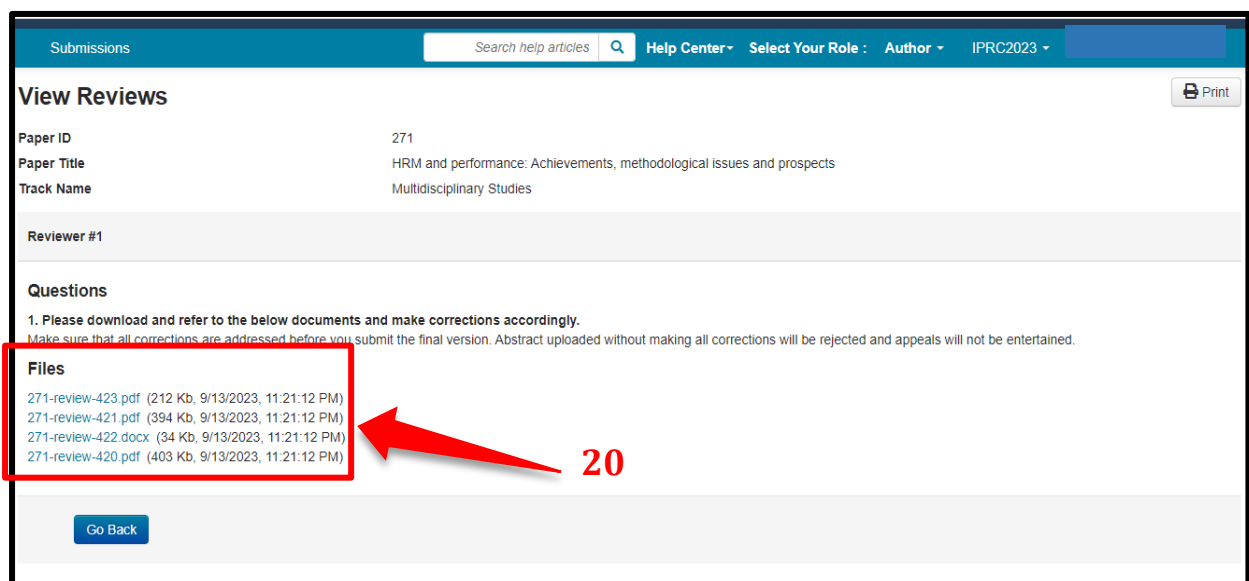 Submissions Search help articles Help Center Select Your Role : Author IPRC2023
View Reviews Print
Paper ID 271
Paper Title HRM and performance: Achievements, methodological issues and prospects
Track Name Multidisciplinary Studies
Reviewer #1
Questions
1. Please download and refer to the below documents and make corrections accordingly.
Make sure that all corrections are addressed before you submit the final version. Abstract uploaded without making all corrections will be rejected and appeals will not be entertained.
Files
271-review-423.pdf (212 Kb, 9/13/2023, 11:21:12 PM)
271-review-421.pdf (394 Kb, 9/13/2023, 11:21:12 PM)
271-review-422.docx (34 Kb, 9/13/2023, 11:21:12 PM)
271-review-420.pdf (403 Kb, 9/13/2023, 11:21:12 PM)
20
Go Back